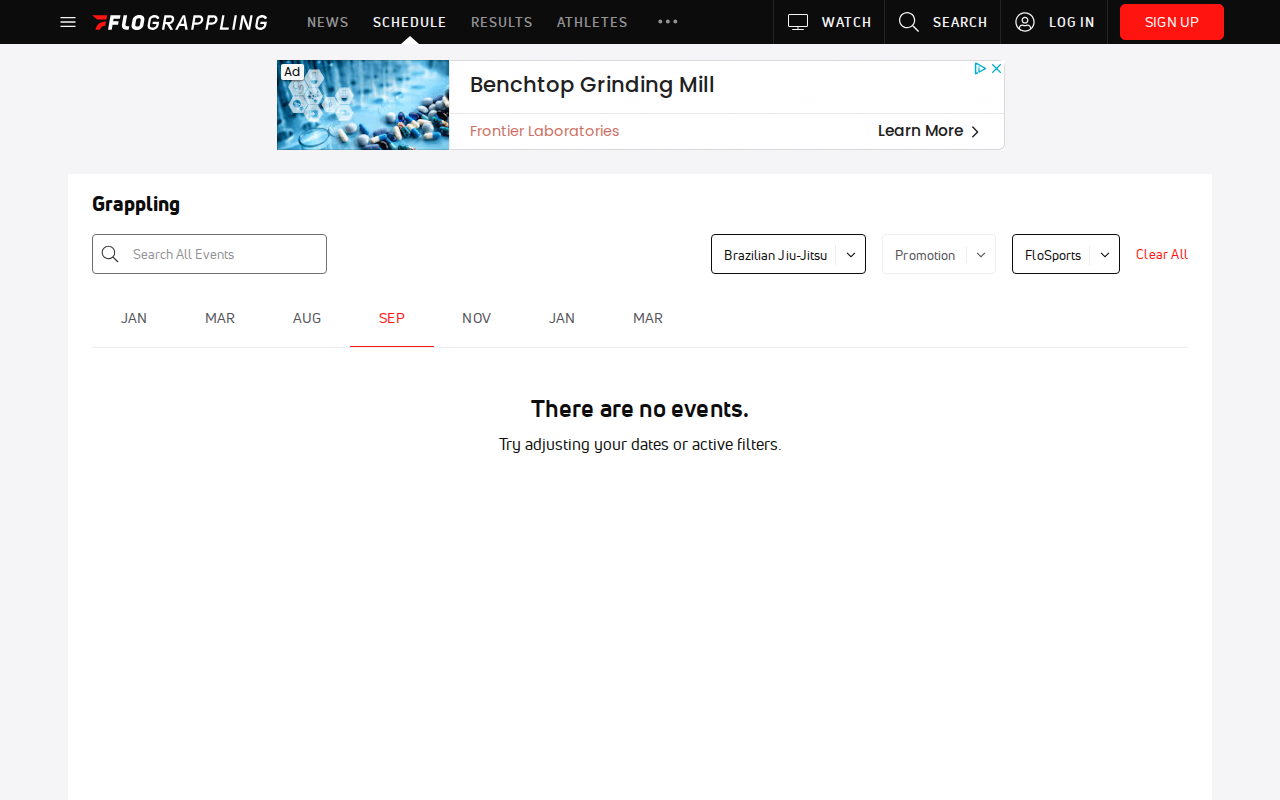 FLOGRAPPLING NEWS SCHEDULE RESULTS ATHLETES WATCH SEARCH LOG IN SIGN UP
Ad
Benchtop Grinding Mill
Frontier Laboratories Learn More
Grappling
Search All Events Brazilian Jiu-Jitsu Promotion FloSports Clear All
JAN MAR AUG SEP NOV JAN MAR
There are no events.
Try adjusting your dates or active filters.